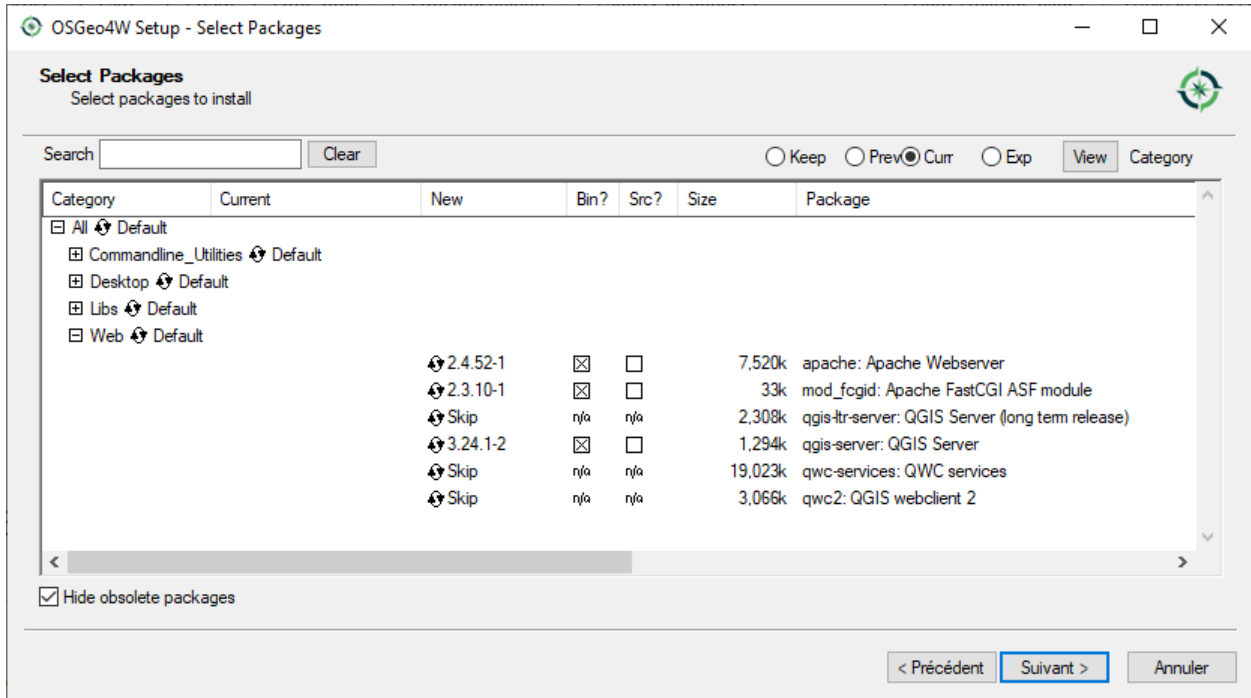 OSGeo4W Setup - Select Packages
Select Packages
Select packages to install
Search Clear Keep Prev Curr Exp View Category
Category Current New Bin? Src? Size Package
All Default
Commandline_Utilities Default
Desktop Default
Libs Default
Web Default
2.4.52-1 7,520k apache: Apache Webserver
2.3.10-1 33k mod_fcgid: Apache FastCGI ASF module
Skip n/a n/a 2,308k qgis-ltr-server: QGIS Server (long term release)
3.24.1-2 1,294k qgis-server: QGIS Server
Skip n/a n/a 19,023k qwc-services: QWC services
Skip n/a n/a 3,066k qwc2: QGIS webclient 2
Hide obsolete packages
< Précédent Suivant > Annuler